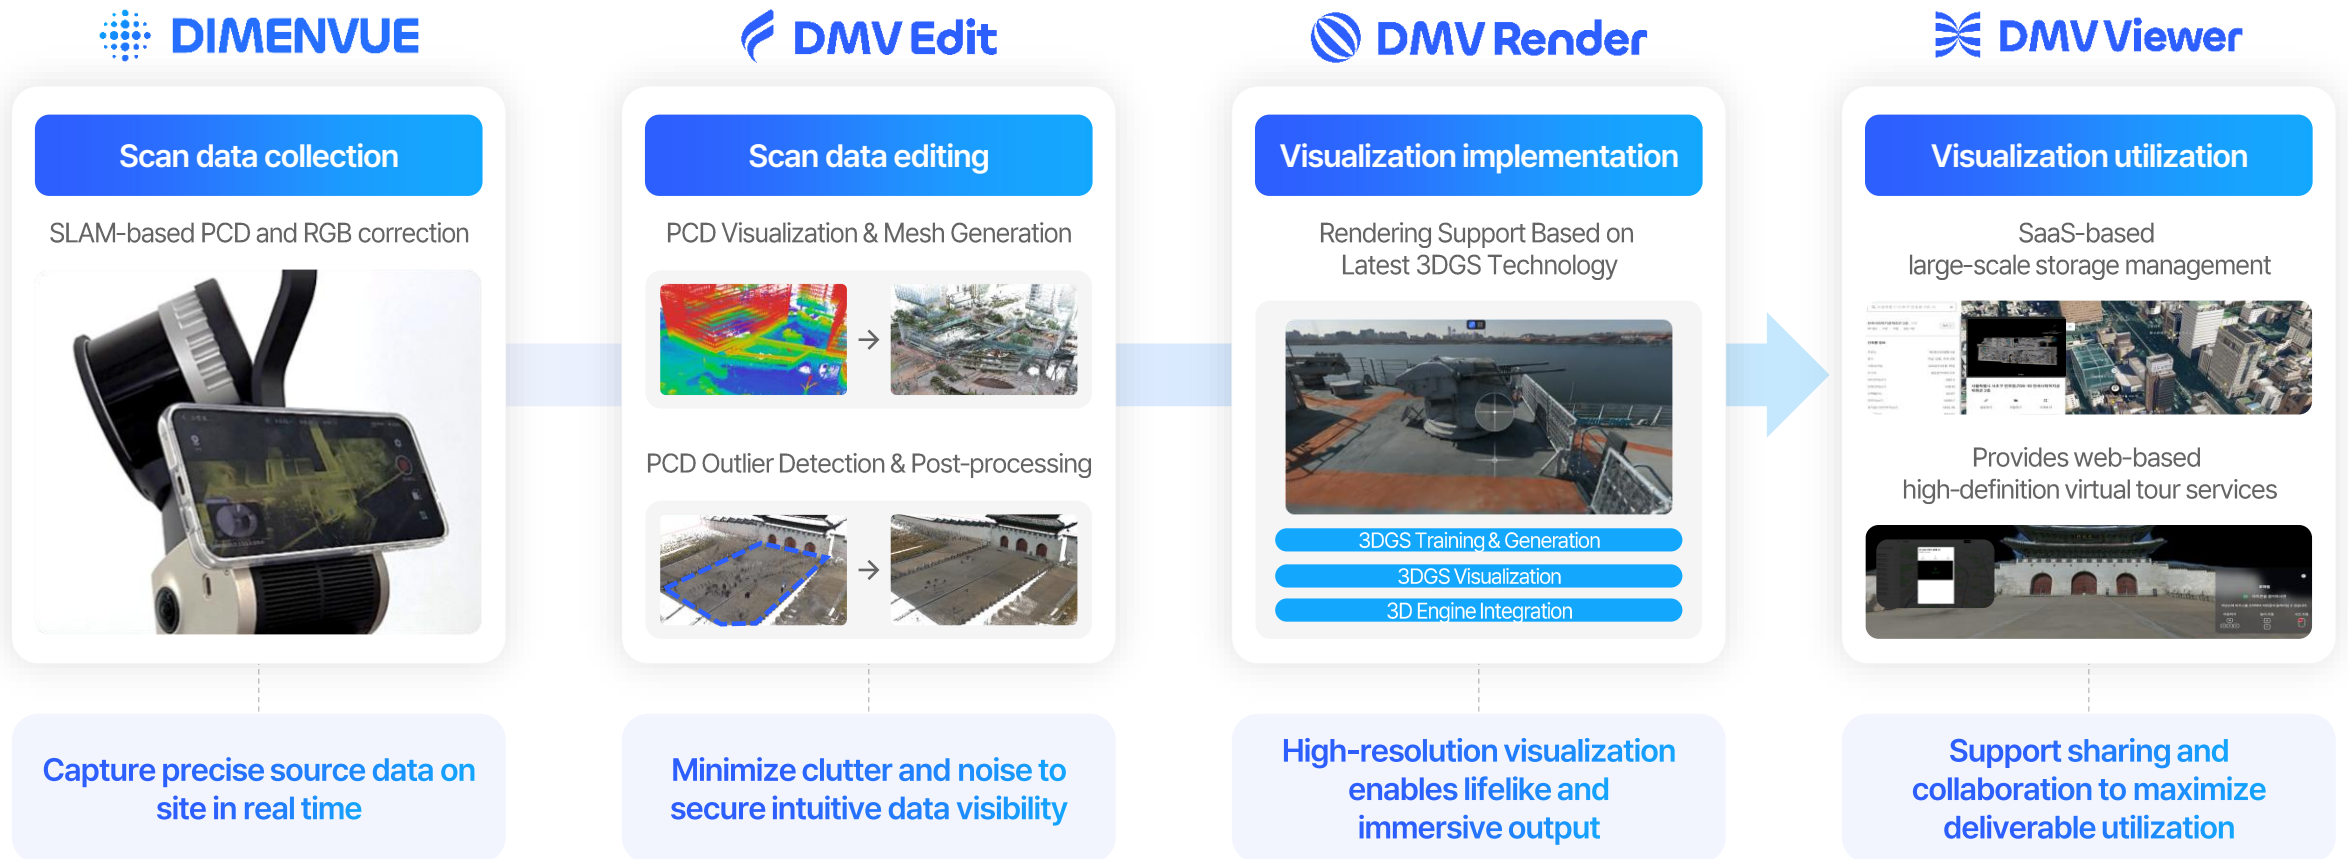 DIMENVUE
Scan data collection
SLAM-based PCD and RGB correction
Capture precise source data on
site in real time
DMV Edit
Scan data editing
PCD Visualization & Mesh Generation
PCD Outlier Detection & Post-processing
Minimize clutter and noise to
secure intuitive data visibility
DMV Render
Visualization implementation
Rendering Support Based on
Latest 3DGS Technology
3DGS Training & Generation
3DGS Visualization
3D Engine Integration
High-resolution visualization
enables lifelike and
immersive output
DMV Viewer
Visualization utilization
SaaS-based
large-scale storage management
Provides web-based
high-definition virtual tour services
Support sharing and
collaboration to maximize
deliverable utilization